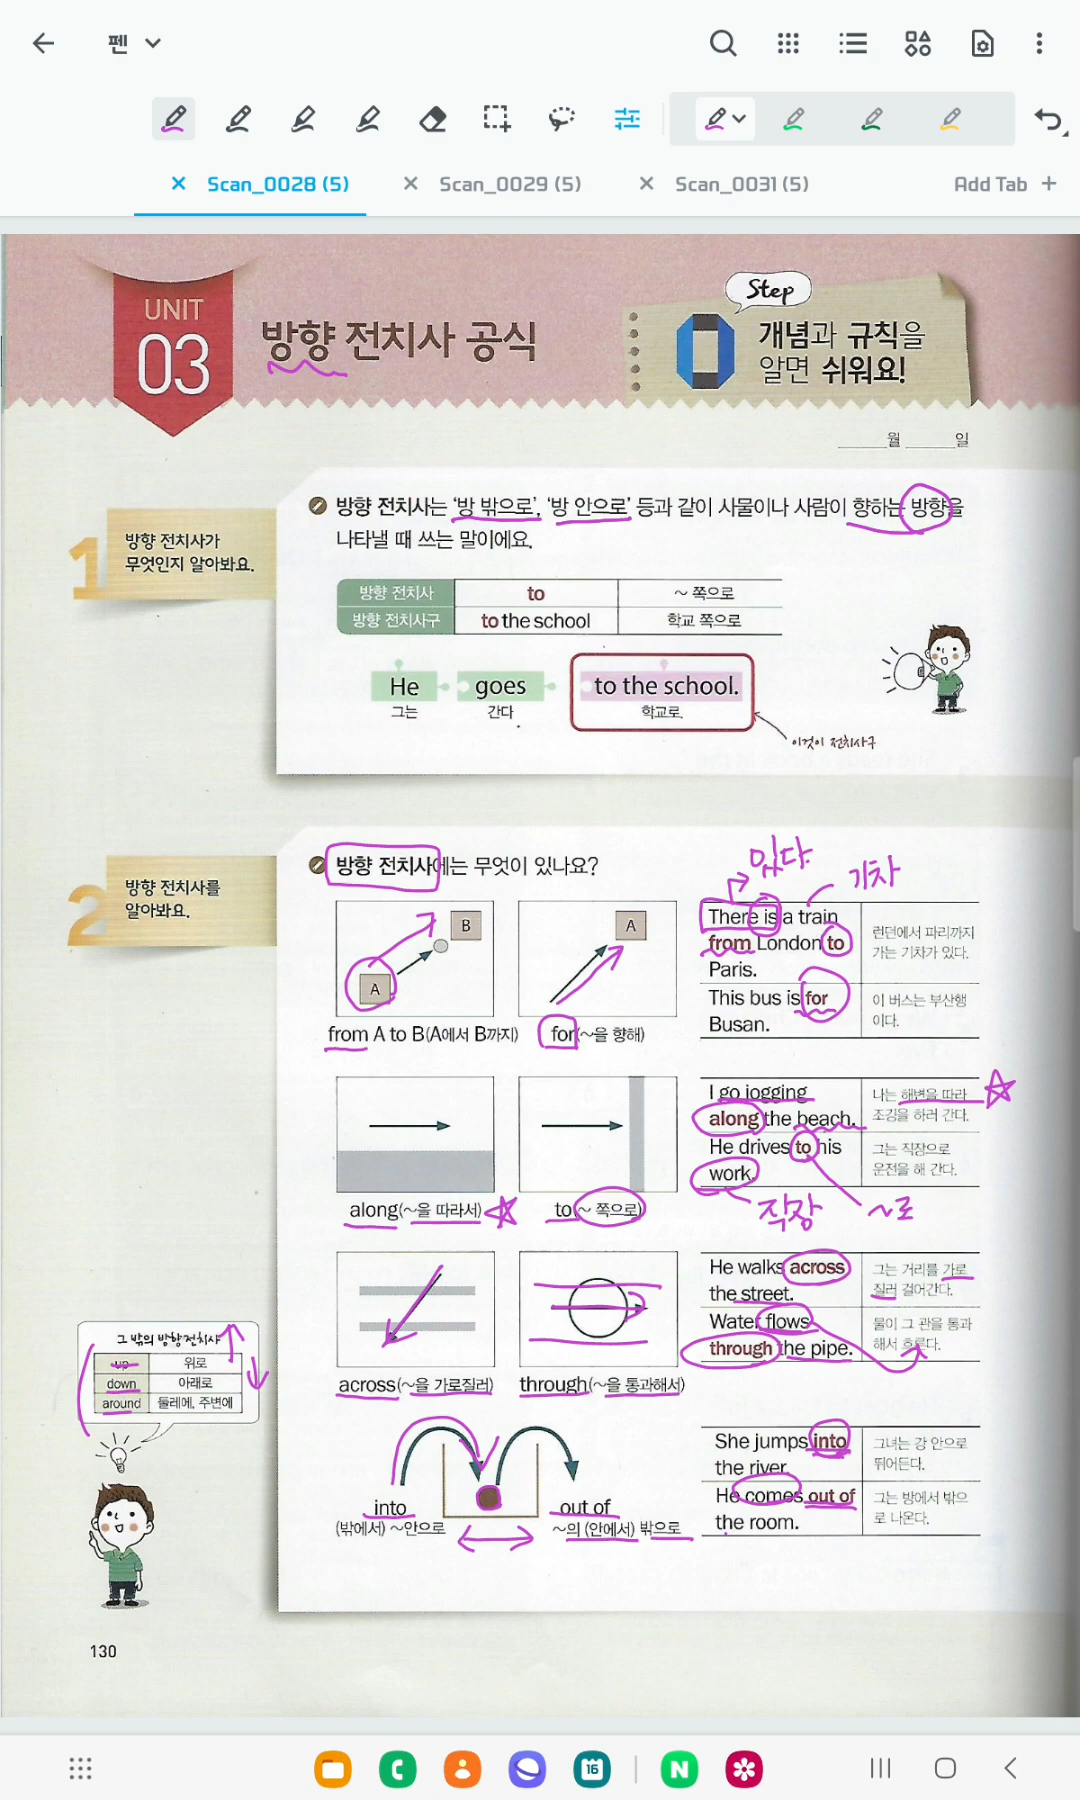 펜
Scan_0028 (5)
Scan_0029 (5)
Scan_0031 (5)
Add Tab +
UNIT
03
방향 전치사 공식
Step
0
개념과 규칙을
알면 쉬워요!
월 일
1
방향 전치사가
무엇인지 알아봐요.
방향 전치사는 ‘방 밖으로’, ‘방 안으로’ 등과 같이 사물이나 사람이 향하는 방향을
나타낼 때 쓰는 말이에요.
방향 전치사 to ~ 쪽으로
방향 전치사구 to the school 학교 쪽으로
He goes to the school.
그는 간다 학교로.
이것이 전치사구
2
방향 전치사를
알아봐요.
방향 전치사에는 무엇이 있나요?
있다
기차
A B
A
from A to B(A에서 B까지)
for(~을 향해)
There is a train
from London to
Paris.
런던에서 파리까지
가는 기차가 있다.
This bus is for
Busan.
이 버스는 부산행
이다.
along(~을 따라서)
to(~ 쪽으로)
I go jogging
along the beach.
나는 해변을 따라
조깅을 하러 간다.
He drives to his
work.
그는 직장으로
운전을 해 간다.
직장
~로
across(~을 가로질러)
through(~을 통과해서)
He walks across
the street.
그는 거리를 가로
질러 걸어간다.
Water flows
through the pipe.
물이 그 관을 통과
해서 흐른다.
그 밖의 방향 전치사
up 위로
down 아래로
around 둘레에, 주변에
into
(밖에서) ~안으로
out of
~의 (안에서) 밖으로
She jumps into
the river.
그녀는 강 안으로
뛰어든다.
He comes out of
the room.
그는 방에서 밖으
로 나온다.
130
16
N